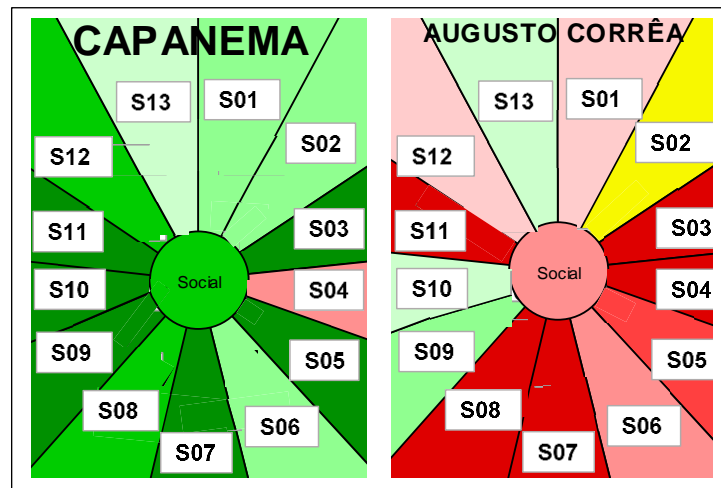 CAPANEMA
S13
S01
S02
S12
S03
S11
S10
Social
S04
S09
S05
S08
S06
S07
AUGUSTO CORRÊA
S13
S01
S02
S12
S03
S11
S10
Social
S04
S09
S05
S08
S06
S07